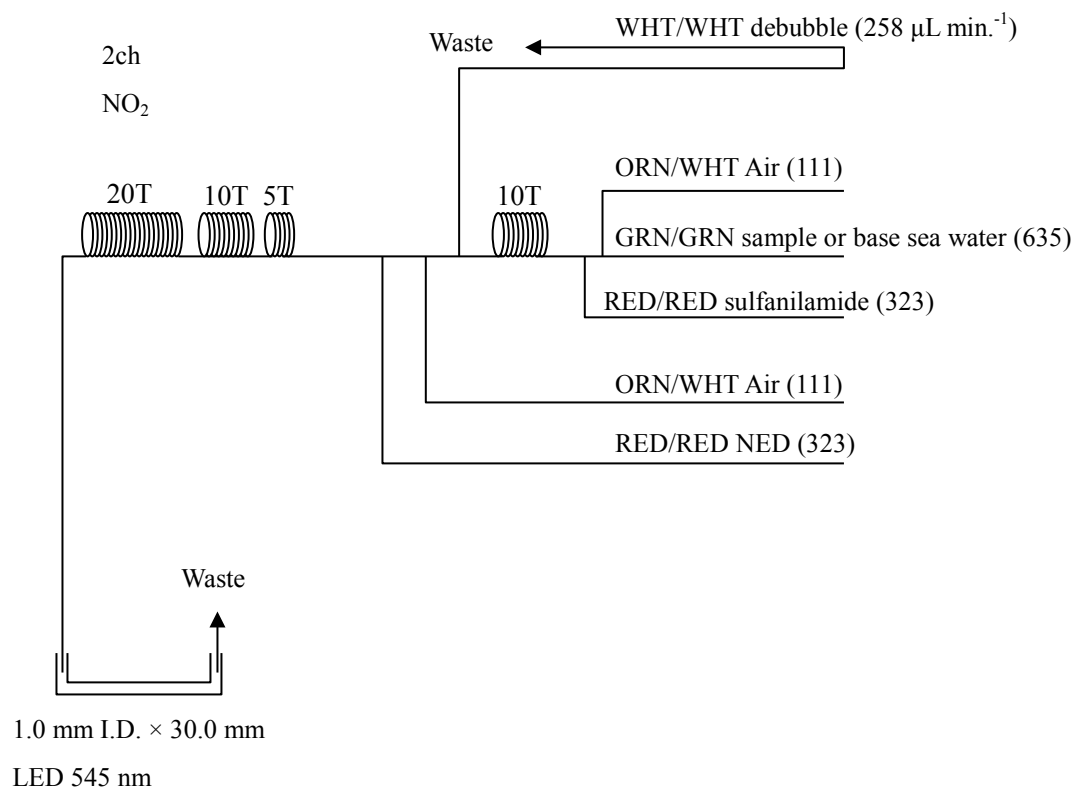 WHT/WHT debubble (258 μL min.⁻¹)
Waste
2ch
NO₂
ORN/WHT Air (111)
20T
10T
5T
10T
GRN/GRN sample or base sea water (635)
RED/RED sulfanilamide (323)
ORN/WHT Air (111)
RED/RED NED (323)
Waste
1.0 mm I.D. × 30.0 mm
LED 545 nm